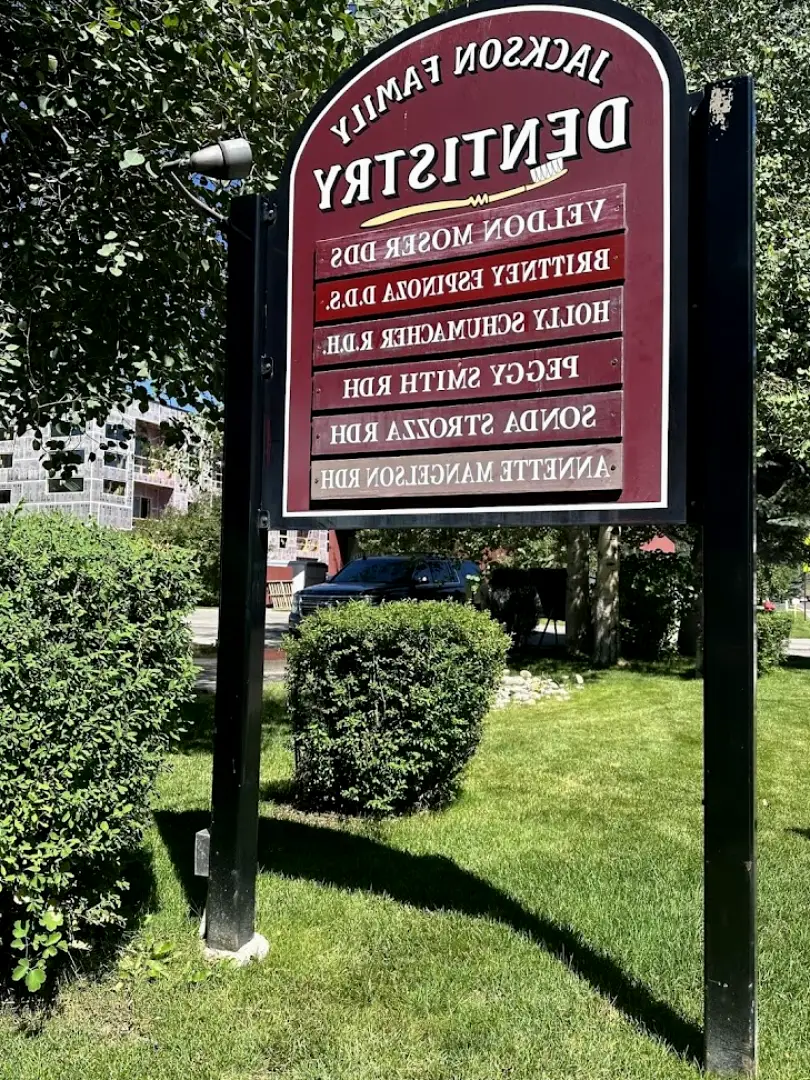 JACKSON FAMILY
DENTISTRY
VELDON MOSER DDS
BRITTNEY ESPINOZA D.D.S.
HOLLY SCHUMACHER R.D.H.
PEGGY SMITH RDH
SONDA STROZZA RDH
ANNETTE MANGELSON RDH